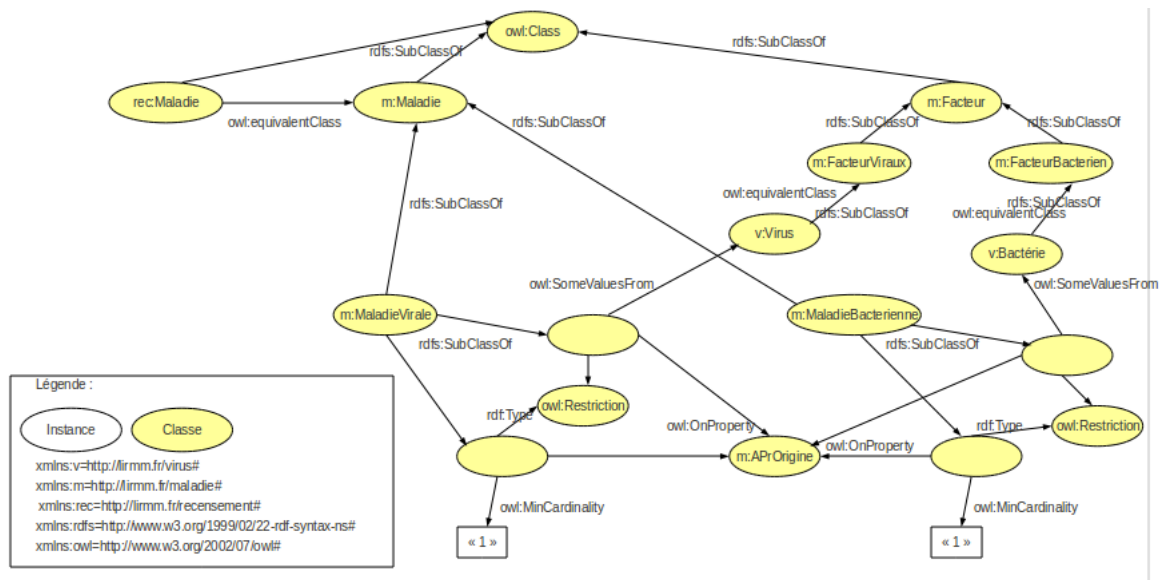 owl:Class
rdfs:SubClassOf
rdfs:SubClassOf
rec:Maladie
m:Maladie
m:Facteur
owl:equivalentClass
rdfs:SubClassOf
rdfs:SubClassOf
rdfs:SubClassOf
m:FacteurViraux
m:FacteurBacterien
owl:equivalentClass
rdfs:SubClassOf
rdfs:SubClassOf
owl:equivalentClass
rdfs:SubClassOf
v:Virus
v:Bactérie
owl:SomeValuesFrom
owl:SomeValuesFrom
m:MaladieVirale
m:MaladieBacterienne
rdfs:SubClassOf
rdfs:SubClassOf
Légende :
owl:Restriction
rdf:Type
owl:Restriction
rdf:Type
Instance
Classe
owl:OnProperty
owl:OnProperty
m:APrOrigine
xmlns:v=http://lirmm.fr/virus#
xmlns:m=http://lirmm.fr/maladie#
xmlns:rec=http://lirmm.fr/recensement#
xmlns:rdfs=http://www.w3.org/1999/02/22-rdf-syntax-ns#
xmlns:owl=http://www.w3.org/2002/07/owl#
owl:MinCardinality
owl:MinCardinality
« 1 »
« 1 »